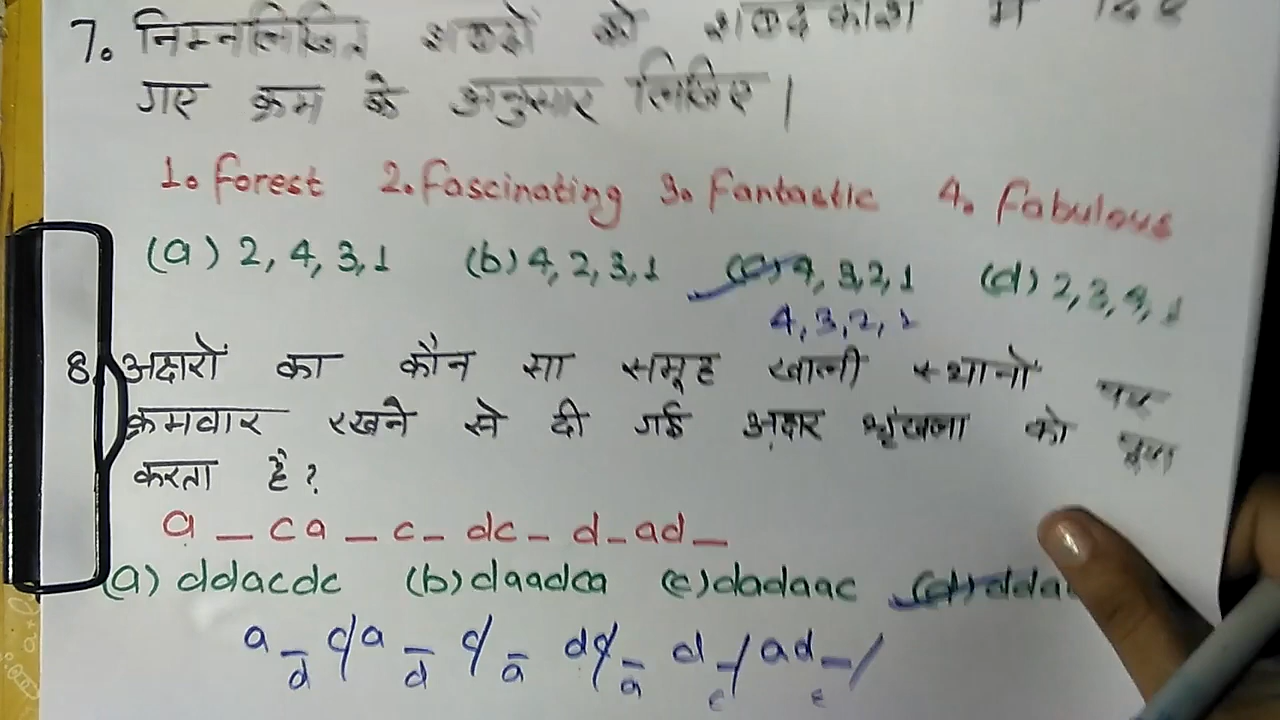 7. निम्नलिखित शब्दों को शब्दकोश में दिए
गए क्रम के अनुसार लिखिए।
1. forest 2. fascinating 3. fantastic 4. fabulous
(a) 2, 4, 3, 1 (b) 4, 2, 3, 1 (c) 4, 3, 2, 1 (d) 2, 3, 4, 1
4, 3, 2, 1
8. अक्षरों का कौन सा समूह खाली स्थानों पर
क्रमवार रखने से दी गई अक्षर श्रृंखला को पूर्ण
करता है?
a _ c a _ c _ dc _ d _ ad _
(a) ddacdc (b) daadca (c) dadaac (d)
a _ c/a _ c/ _ dc/ _ d _/ad _/
d d a a c c